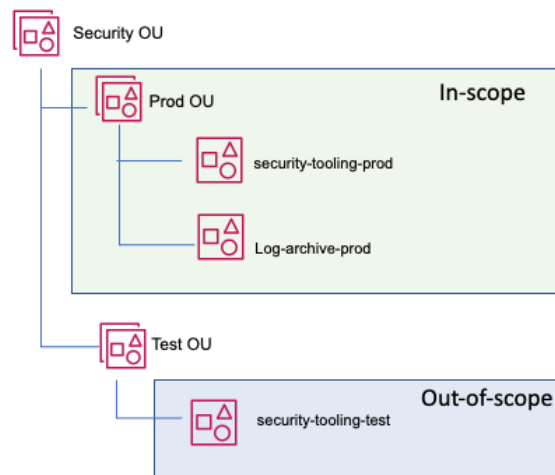 Security OU
In-scope
Prod OU
security-tooling-prod
Log-archive-prod
Test OU
Out-of-scope
security-tooling-test